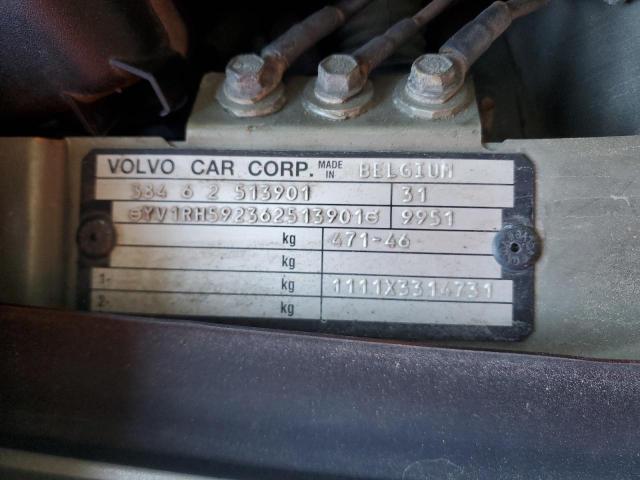 VOLVO CAR CORP. MADE IN BELGIUM
384 6 2 513901 31
YV1RH592362513901 9951
kg 471-46
kg
1- kg 1111X3314731
2- kg